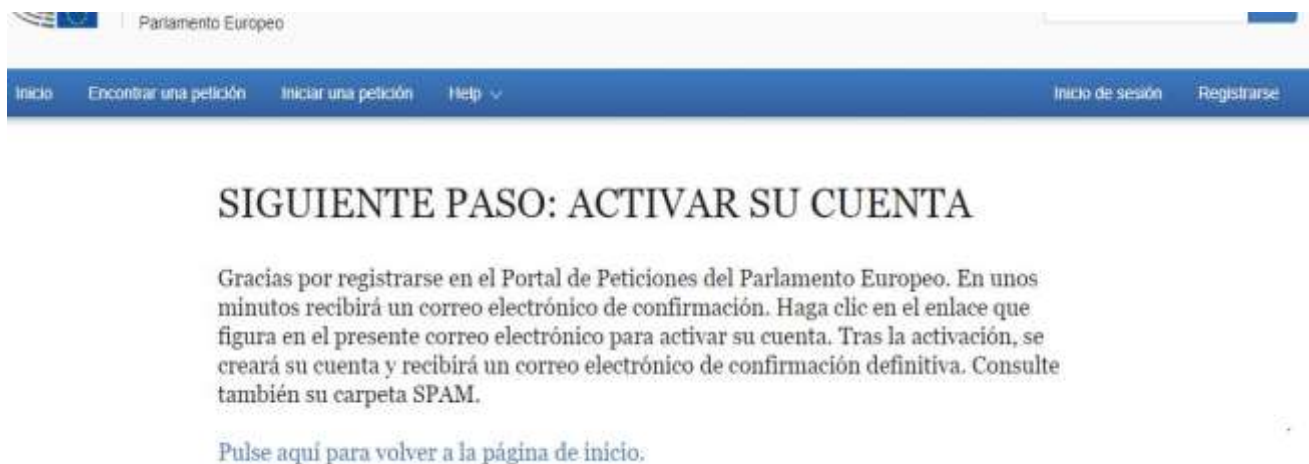 Parlamento Europeo
Inicio Encontrar una petición Iniciar una petición Help Inicio de sesión Registrarse
SIGUIENTE PASO: ACTIVAR SU CUENTA
Gracias por registrarse en el Portal de Peticiones del Parlamento Europeo. En unos
minutos recibirá un correo electrónico de confirmación. Haga clic en el enlace que
figura en el presente correo electrónico para activar su cuenta. Tras la activación, se
creará su cuenta y recibirá un correo electrónico de confirmación definitiva. Consulte
también su carpeta SPAM.
Pulse aquí para volver a la página de inicio.